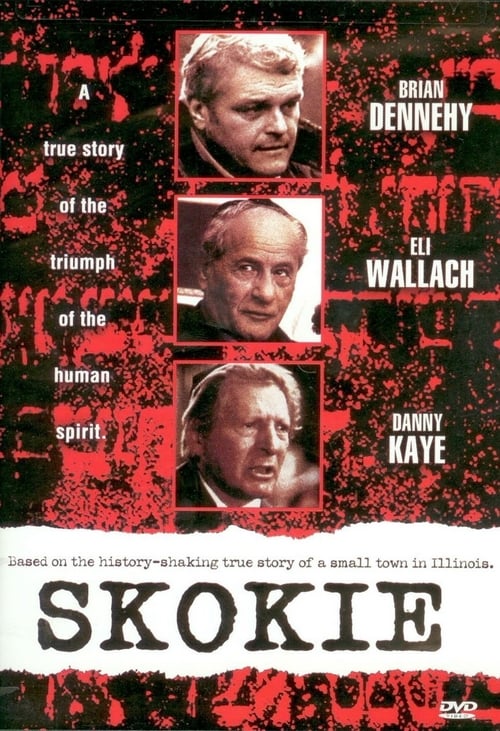 A
true story
of the
triumph
of the
human
spirit.
BRIAN
DENNEHY
ELI
WALLACH
DANNY
KAYE
Based on the history-shaking true story of a small town in Illinois.
SKOKIE
DVD
VIDEO